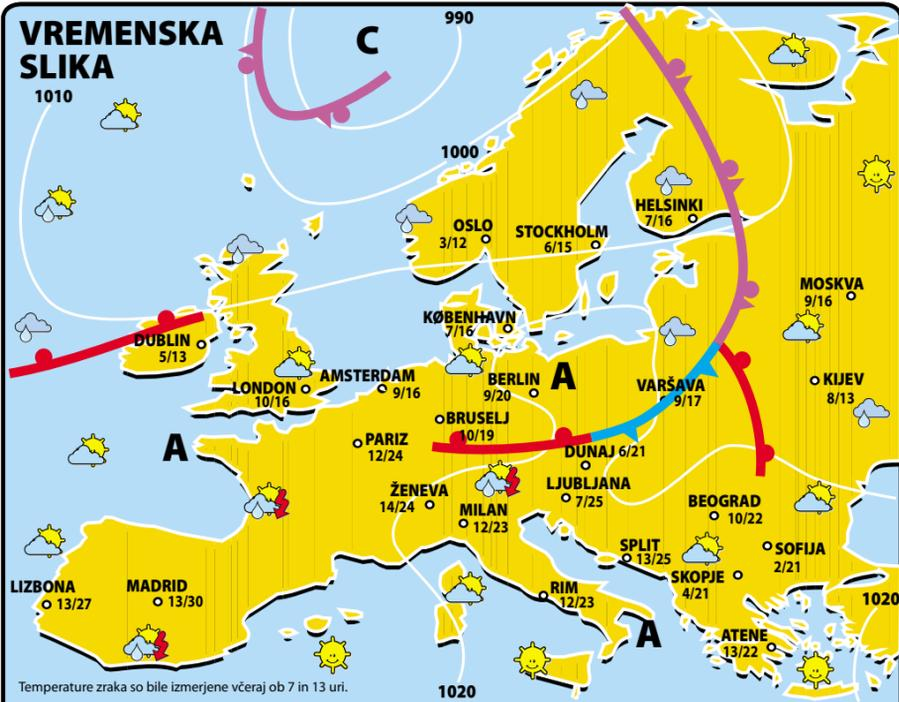 VREMENSKA
SLIKA
990
C
1010
1000
HELSINKI
7/16
OSLO
3/12
STOCKHOLM
6/15
MOSKVA
9/16
KØBENHAVN
7/16
DUBLIN
5/13
AMSTERDAM
9/16
LONDON
10/16
BERLIN
9/20
A
VARŠAVA
9/17
KIJEV
8/13
BRUSELJ
10/19
A
PARIZ
12/24
DUNAJ 6/21
LJUBLJANA
7/25
ŽENEVA
14/24
MILAN
12/23
BEOGRAD
10/22
SPLIT
13/25
SOFIJA
2/21
SKOPJE
4/21
LIZBONA
13/27
MADRID
13/30
RIM
12/23
1020
A
ATENE
13/22
Temperature zraka so bile izmerjene včeraj ob 7 in 13 uri.
1020